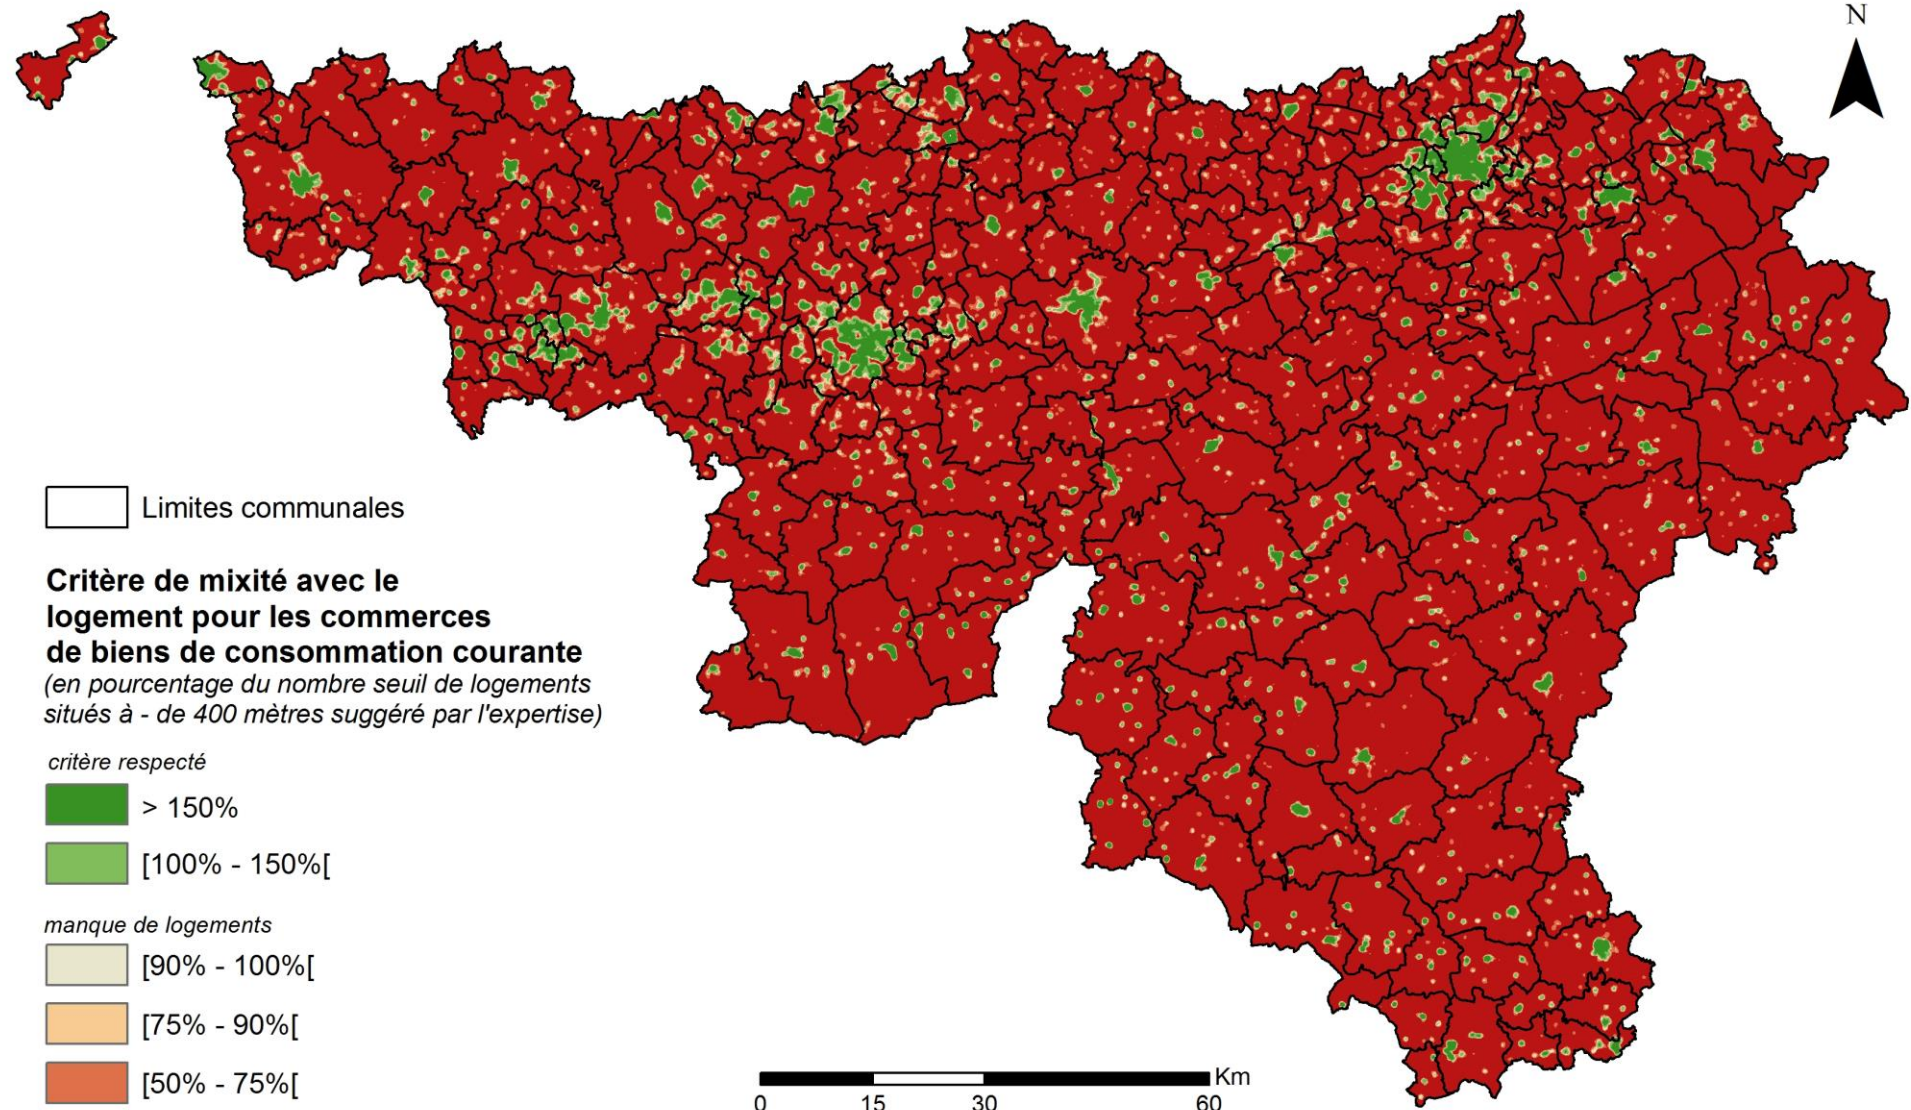 N
Limites communales
Critère de mixité avec le
logement pour les commerces
de biens de consommation courante
(en pourcentage du nombre seuil de logements
situés à - de 400 mètres suggéré par l'expertise)
critère respecté
> 150%
[100% - 150%[
manque de logements
[90% - 100%[
[75% - 90%[
[50% - 75%[
Km
0 15 30 60